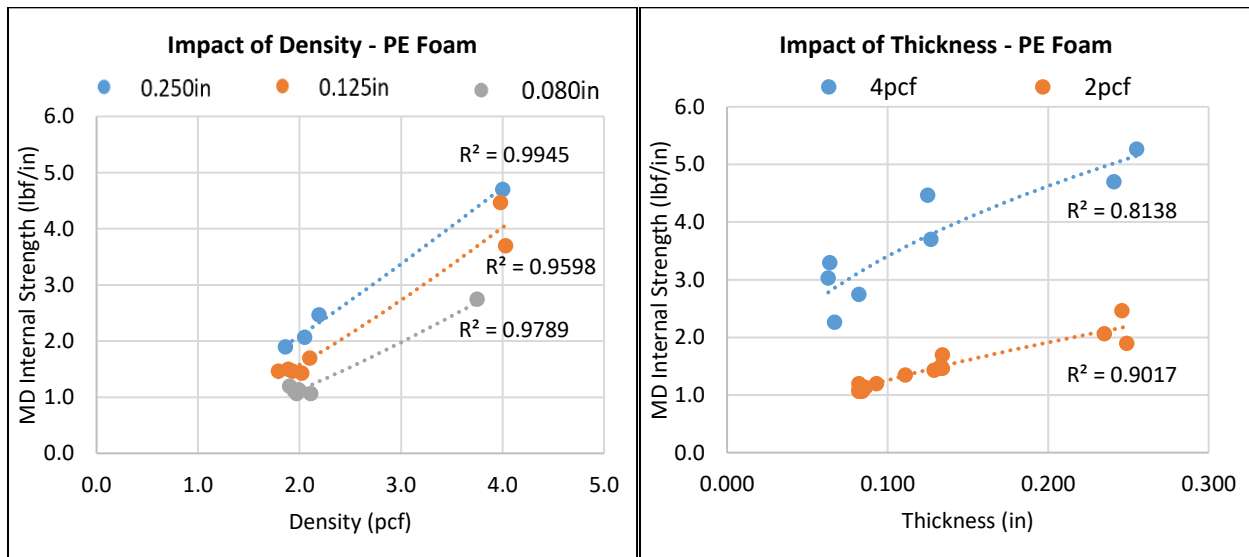 Impact of Density - PE Foam
0.250in 0.125in 0.080in
MD Internal Strength (lbf/in)
6.0
5.0
4.0
3.0
2.0
1.0
0.0
R² = 0.9945
R² = 0.9598
R² = 0.9789
0.0 1.0 2.0 3.0 4.0 5.0
Density (pcf)
Impact of Thickness - PE Foam
4pcf 2pcf
MD Internal Strength (lbf/in)
6.0
5.0
4.0
3.0
2.0
1.0
0.0
R² = 0.8138
R² = 0.9017
0.000 0.100 0.200 0.300
Thickness (in)